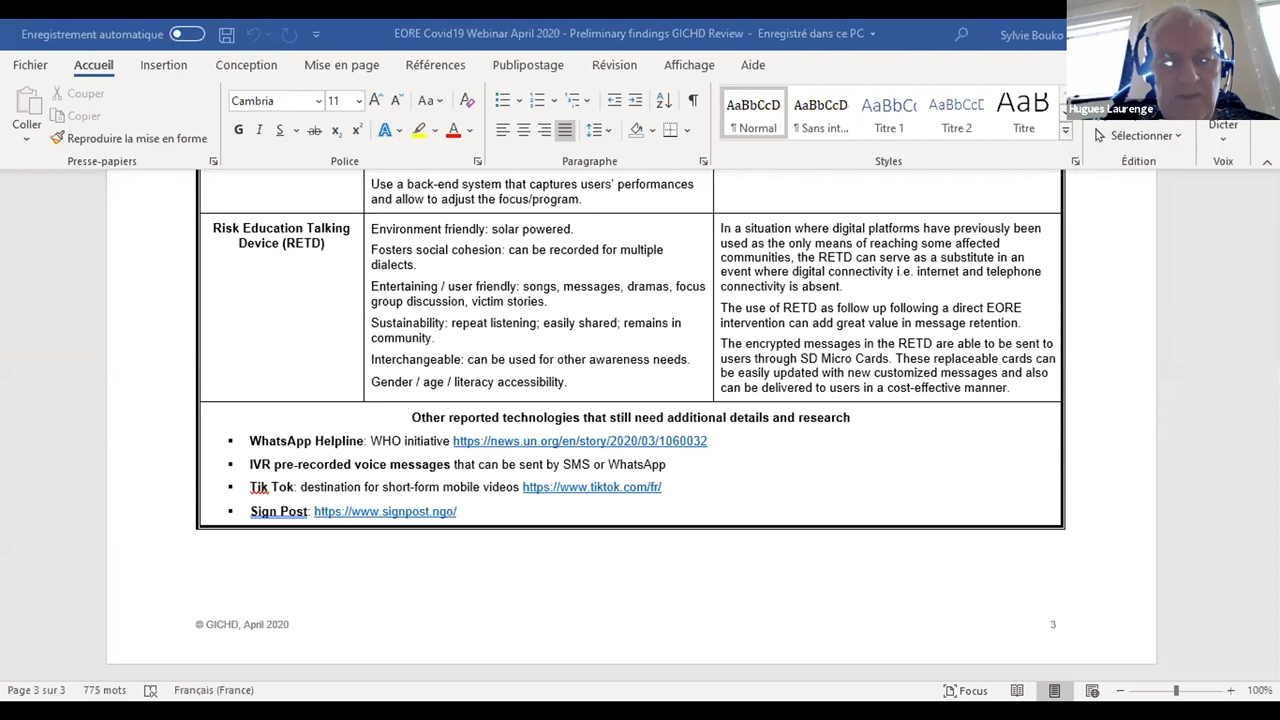 Enregistrement automatique
EORE Covid19 Webinar April 2020 - Preliminary findings GICHD Review - Enregistré dans ce PC
Sylvie Bouko
Hugues Laurenge
Fichier Accueil Insertion Conception Mise en page Références Publipostage Révision Affichage Aide
Coller
Couper
Copier
Reproduire la mise en forme
Presse-papiers
Cambria 11
Police
Paragraphe
AaBbCcD AaBbCcD AaBbC AaBbCcD AaB
¶ Normal ¶ Sans int... Titre 1 Titre 2 Titre
Styles
Sélectionner
Édition
Dicter
Voix
Use a back-end system that captures users’ performances
and allow to adjust the focus/program.
Risk Education Talking
Device (RETD)
Environment friendly: solar powered.
Fosters social cohesion: can be recorded for multiple
dialects.
Entertaining / user friendly: songs, messages, dramas, focus
group discussion, victim stories.
Sustainability: repeat listening; easily shared; remains in
community.
Interchangeable: can be used for other awareness needs.
Gender / age / literacy accessibility.
In a situation where digital platforms have previously been
used as the only means of reaching some affected
communities, the RETD can serve as a substitute in an
event where digital connectivity i.e. internet and telephone
connectivity is absent.
The use of RETD as follow up following a direct EORE
intervention can add great value in message retention.
The encrypted messages in the RETD are able to be sent to
users through SD Micro Cards. These replaceable cards can
be easily updated with new customized messages and also
can be delivered to users in a cost-effective manner.
Other reported technologies that still need additional details and research
▪ WhatsApp Helpline: WHO initiative https://news.un.org/en/story/2020/03/1060032
▪ IVR pre-recorded voice messages that can be sent by SMS or WhatsApp
▪ Tik Tok: destination for short-form mobile videos https://www.tiktok.com/fr/
▪ Sign Post: https://www.signpost.ngo/
© GICHD, April 2020
3
Page 3 sur 3 775 mots Français (France) Focus 100%